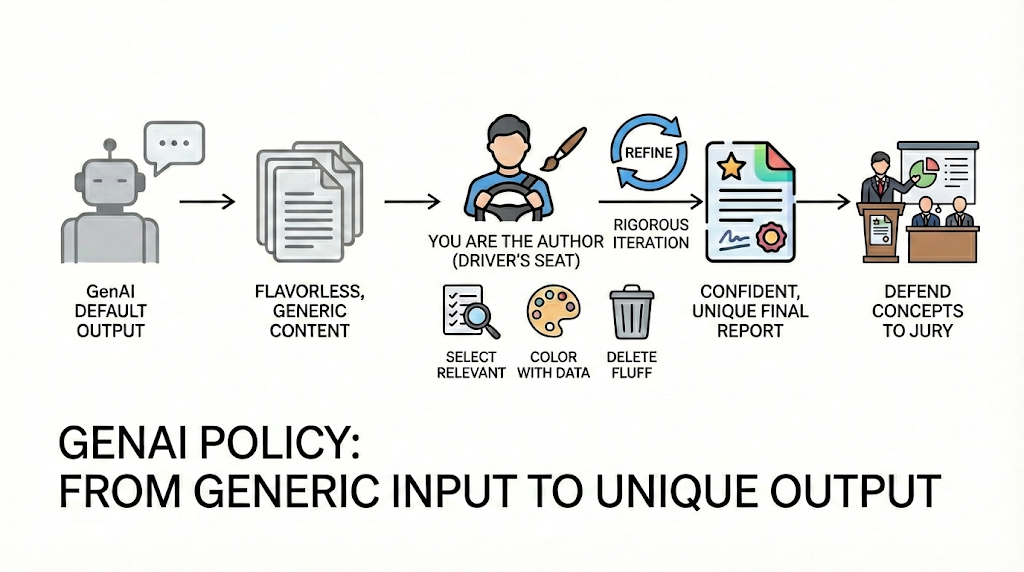 GenAI
DEFAULT
OUTPUT
FLAVORLESS,
GENERIC
CONTENT
YOU ARE THE AUTHOR
(DRIVER'S SEAT)
SELECT
RELEVANT
COLOR
WITH DATA
DELETE
FLUFF
REFINE
RIGOROUS
ITERATION
CONFIDENT,
UNIQUE FINAL
REPORT
DEFEND
CONCEPTS
TO JURY
GENAI POLICY:
FROM GENERIC INPUT TO UNIQUE OUTPUT